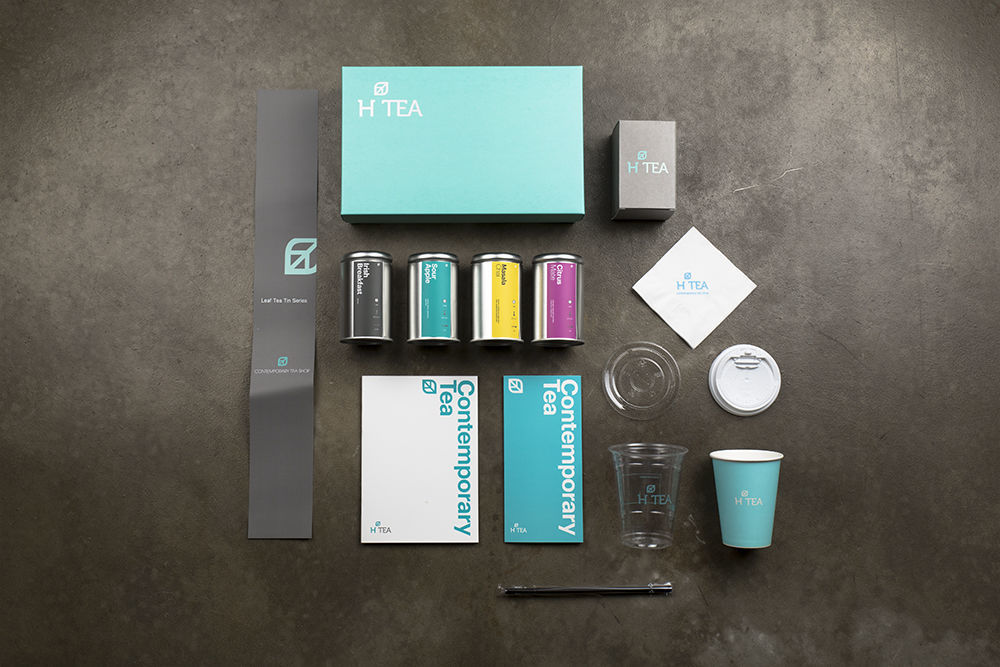 H TEA
H TEA
Leaf Tea Tin Series
CONTEMPORARY TEA SHOP
Irish
Breakfast
Sour
Apple
Masala
Chai
Citrus
Mate
H TEA
Contemporary
Tea
H TEA
Contemporary
Tea
H TEA
H TEA
H TEA